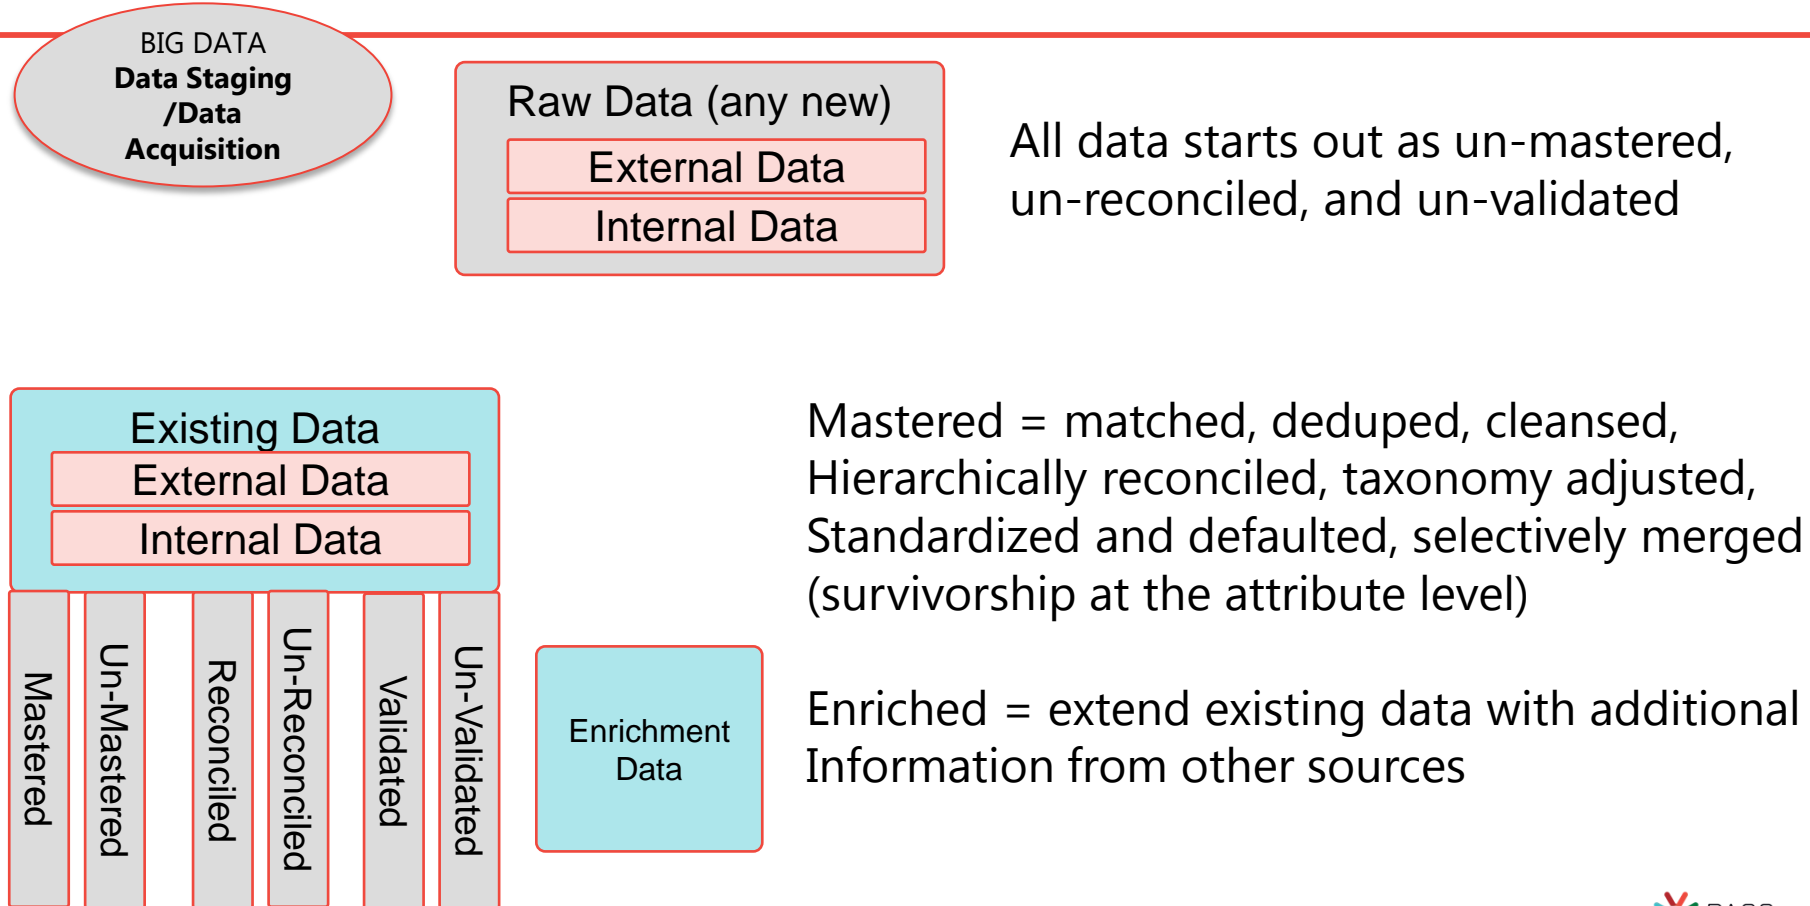 BIG DATA
Data Staging
/Data
Acquisition
Raw Data (any new)
External Data
Internal Data
All data starts out as un-mastered,
un-reconciled, and un-validated
Existing Data
External Data
Internal Data
Mastered
Un-Mastered
Reconciled
Un-Reconciled
Validated
Un-Validated
Enrichment
Data
Mastered = matched, deduped, cleansed,
Hierarchically reconciled, taxonomy adjusted,
Standardized and defaulted, selectively merged
(survivorship at the attribute level)
Enriched = extend existing data with additional
Information from other sources